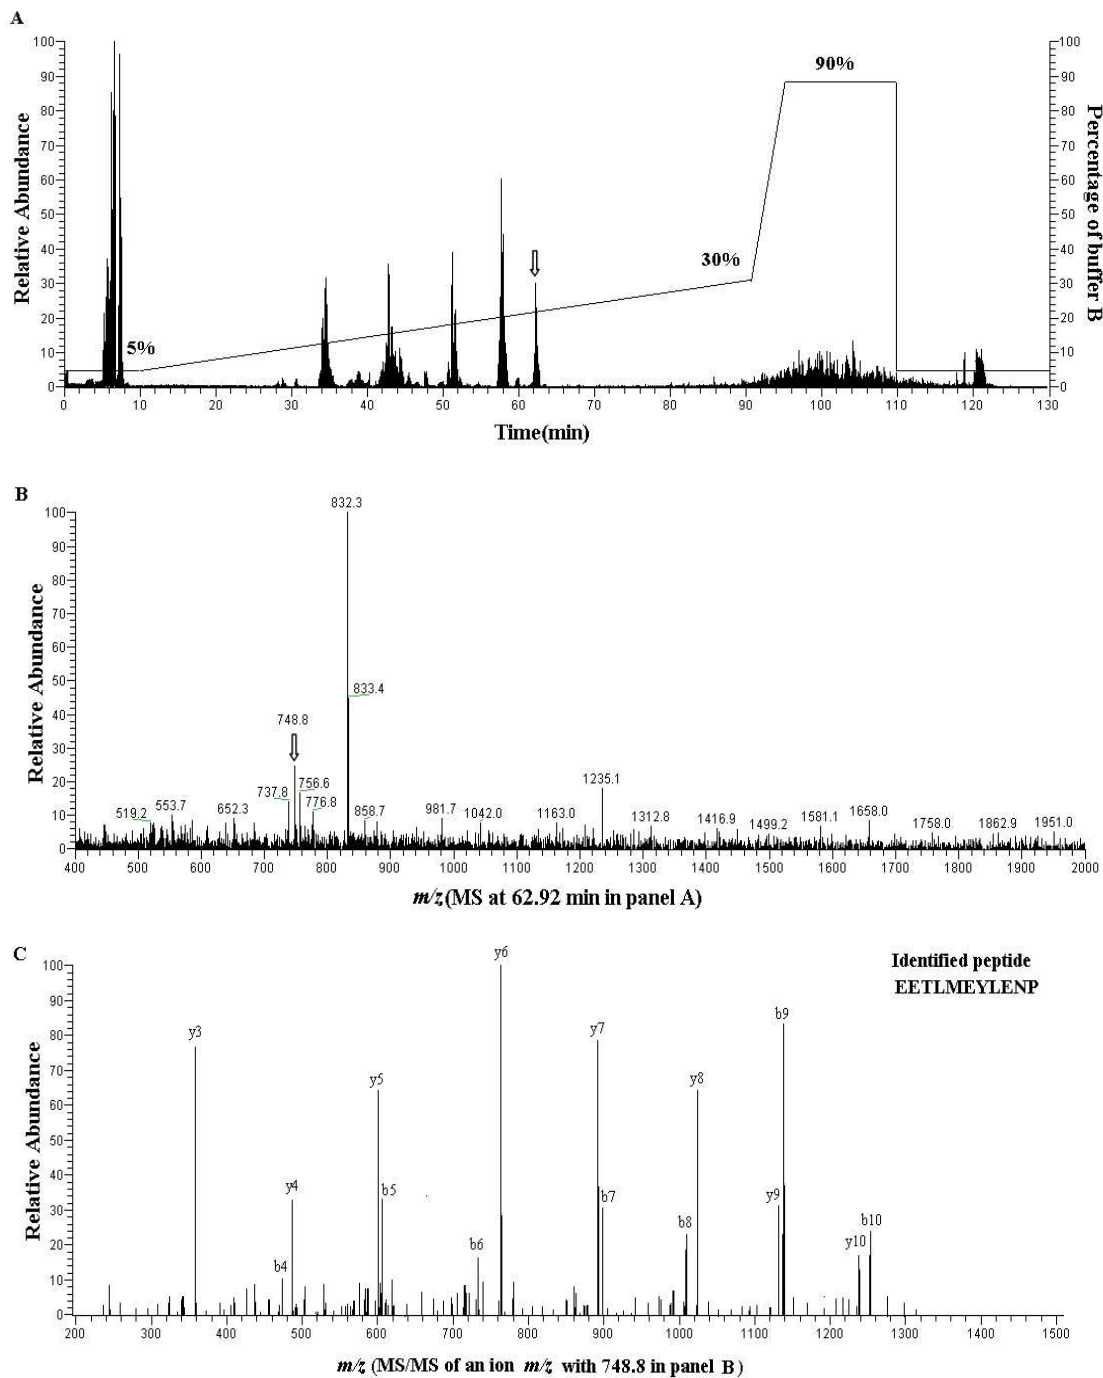 A
100
90
80
70
60
50
40
30
20
10
0
Relative Abundance
5%
30%
90%
100
90
80
70
60
50
40
30
20
10
0
Percentage of buffer B
0 10 20 30 40 50 60 70 80 90 100 110 120 130
Time(min)
B
100
90
80
70
60
50
40
30
20
10
0
Relative Abundance
832.3
833.4
748.8
737.8
756.6
776.8
519.2
553.7
652.3
858.7
981.7
1042.0
1163.0
1235.1
1312.8
1416.9
1499.2
1581.1
1658.0
1758.0
1862.9
1951.0
400 500 600 700 800 900 1000 1100 1200 1300 1400 1500 1600 1700 1800 1900 2000
m/z(MS at 62.92 min in panel A)
C
Identified peptide
EETLMEYLENP
100
90
80
70
60
50
40
30
20
10
0
Relative Abundance
y3
b4
y4
y5
b5
b6
y6
y7
b7
b8
y8
y9
b9
y10
b10
200 300 400 500 600 700 800 900 1000 1100 1200 1300 1400 1500
m/z (MS/MS of an ion m/z with 748.8 in panel B)